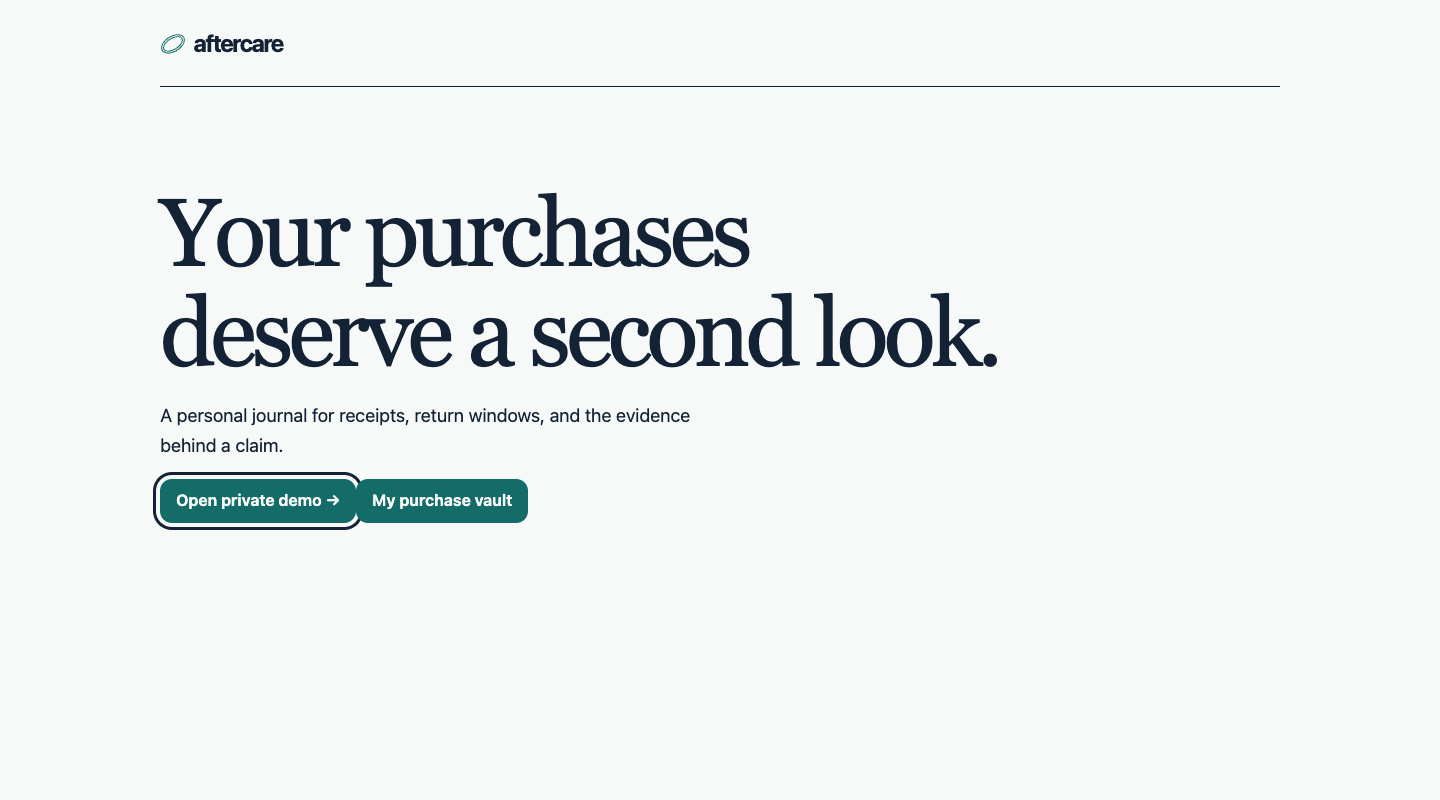 aftercare
Your purchases
deserve a second look.
A personal journal for receipts, return windows, and the evidence
behind a claim.
Open private demo → My purchase vault